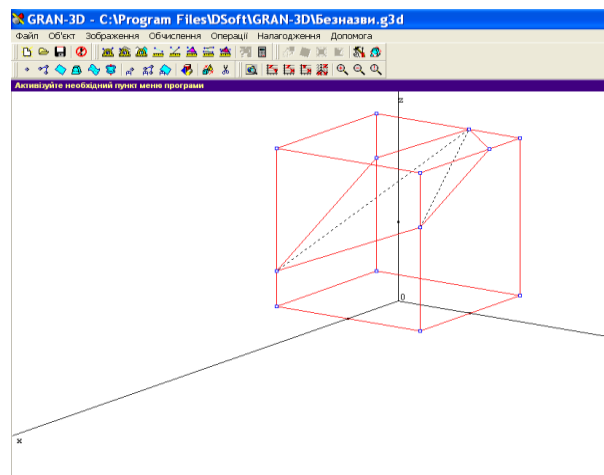 GRAN-3D - C:\Program Files\DSoft\GRAN-3D\Безназви.g3d
Файл Об'єкт Зображення Обчислення Операції Налагодження Допомога
Активізуйте необхідний пункт меню програми
z
0
x